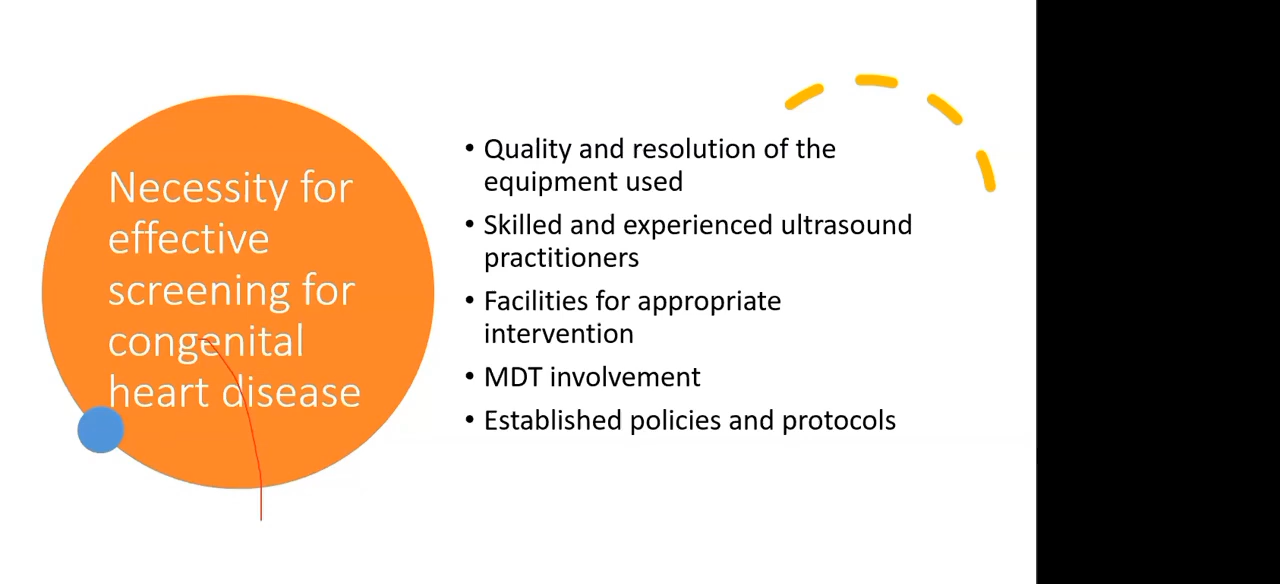 Necessity for
effective
screening for
congenital
heart disease
• Quality and resolution of the
equipment used
• Skilled and experienced ultrasound
practitioners
• Facilities for appropriate
intervention
• MDT involvement
• Established policies and protocols